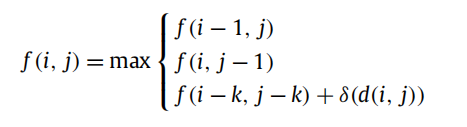 f(i − 1, j)
f(i, j) = max { f(i, j − 1)
f(i − k, j − k) + δ(d(i, j))